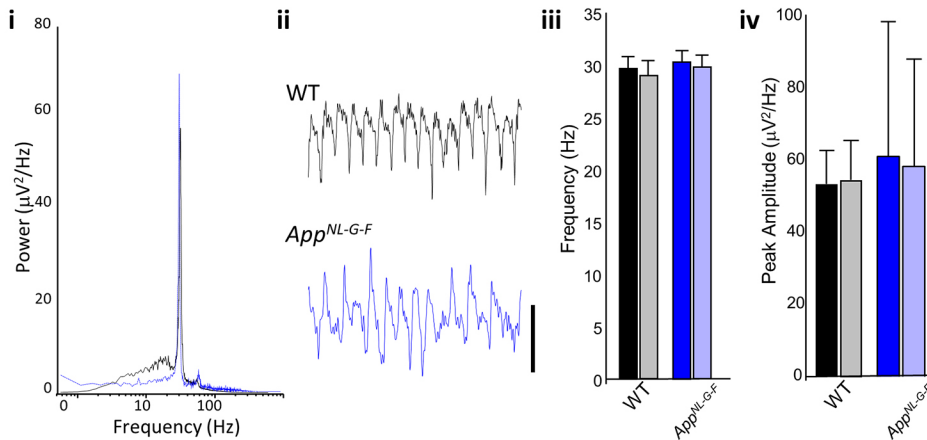 i
80
60
40
20
0
Power (µV²/Hz)
0 10 100
Frequency (Hz)
ii
WT
App^NL-G-F
iii
35
30
25
20
15
10
5
0
Frequency (Hz)
WT
App^NL-G-F
iv
100
80
60
40
20
0
Peak Amplitude (µV²/Hz)
WT
App^NL-G-F